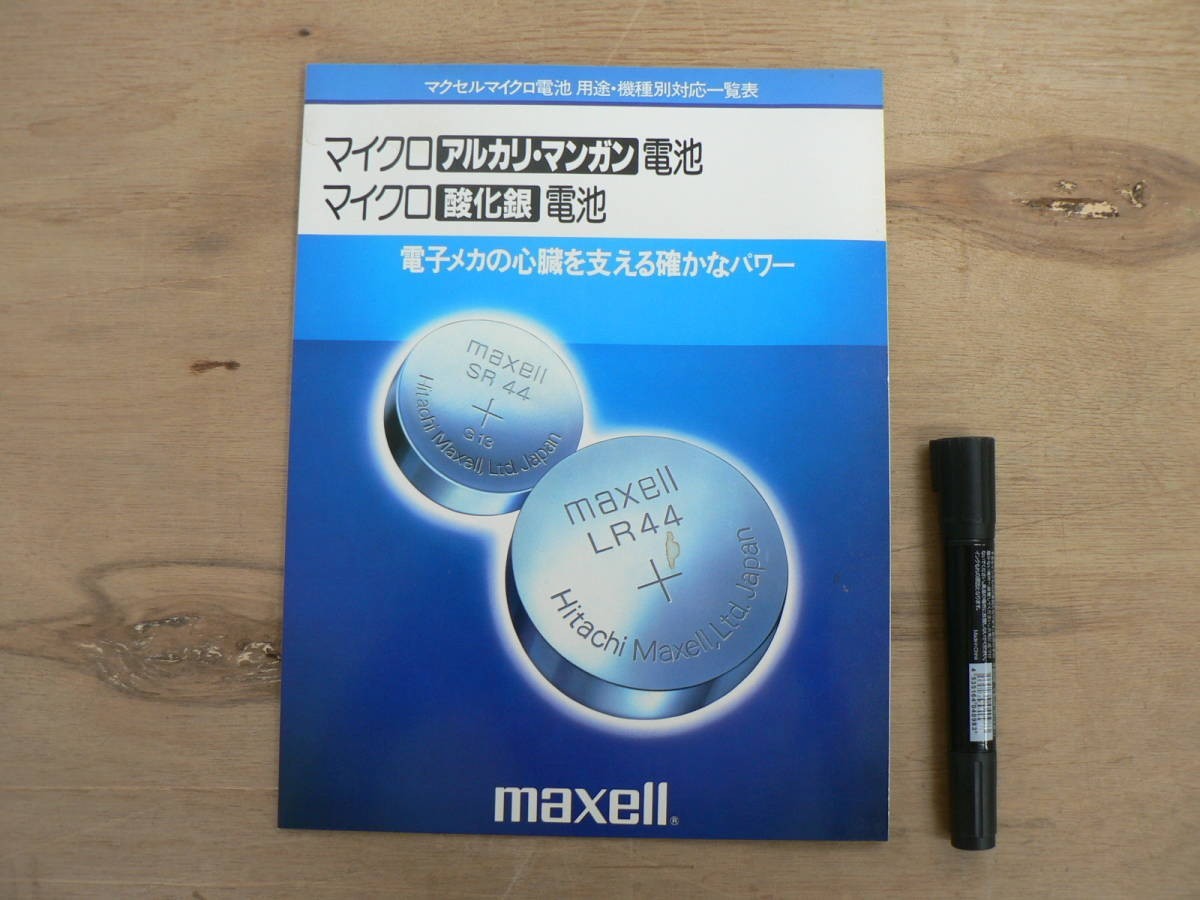 マクセルマイクロ電池 用途・機種別対応一覧表
マイクロアルカリ・マンガン電池
マイクロ酸化銀電池
電子メカの心臓を支える確かなパワー
maxell
SR 44
+
G13
Hitachi Maxell, Ltd. Japan
maxell
LR44
+
Hitachi Maxell, Ltd. Japan
maxell®